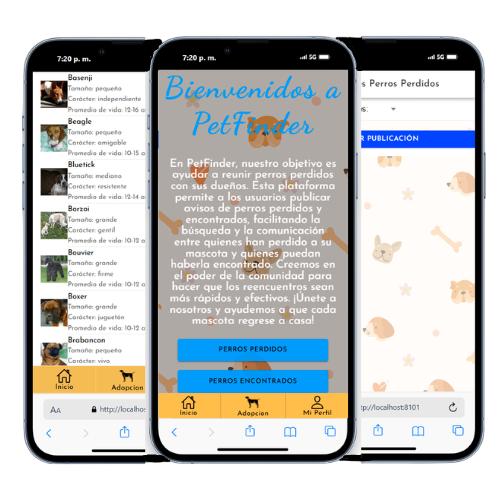 7:20 p. m.
Basenji
Tamaño: pequeño
Carácter: independiente
Promedio de vida: 12-16 a
Beagle
Tamaño: pequeño
Carácter: amigable
Promedio de vida: 10-15 a
Bluetick
Tamaño: mediano
Carácter: resistente
Promedio de vida: 12-14 a
Borzoi
Tamaño: grande
Carácter: gentil
Promedio de vida: 10-12 a
Bouvier
Tamaño: grande
Carácter: firme
Promedio de vida: 10-12 a
Boxer
Tamaño: grande
Carácter: juguetón
Promedio de vida: 10-12 a
Brabancon
Tamaño: pequeño
Carácter: vivo
Inicio
Adopcion
AA
http://localhos
7:20 p. m.
5G
Bienvenidos a
PetFinder
En PetFinder, nuestro objetivo es
ayudar a reunir perros perdidos
con sus dueños. Esta plataforma
permite a los usuarios publicar
avisos de perros perdidos y
encontrados, facilitando la
búsqueda y la comunicación
entre quienes han perdido a su
mascota y quienes puedan
haberla encontrado. Creemos en
el poder de la comunidad para
hacer que los reencuentros sean
más rápidos y efectivos. ¡Únete a
nosotros y ayudemos a que cada
mascota regrese a casa!
PERROS PERDIDOS
PERROS ENCONTRADOS
Inicio
Adopcion
Mi Perfil
5G
s Perros Perdidos
s:
R PUBLICACIÓN
tp://localhost:8101